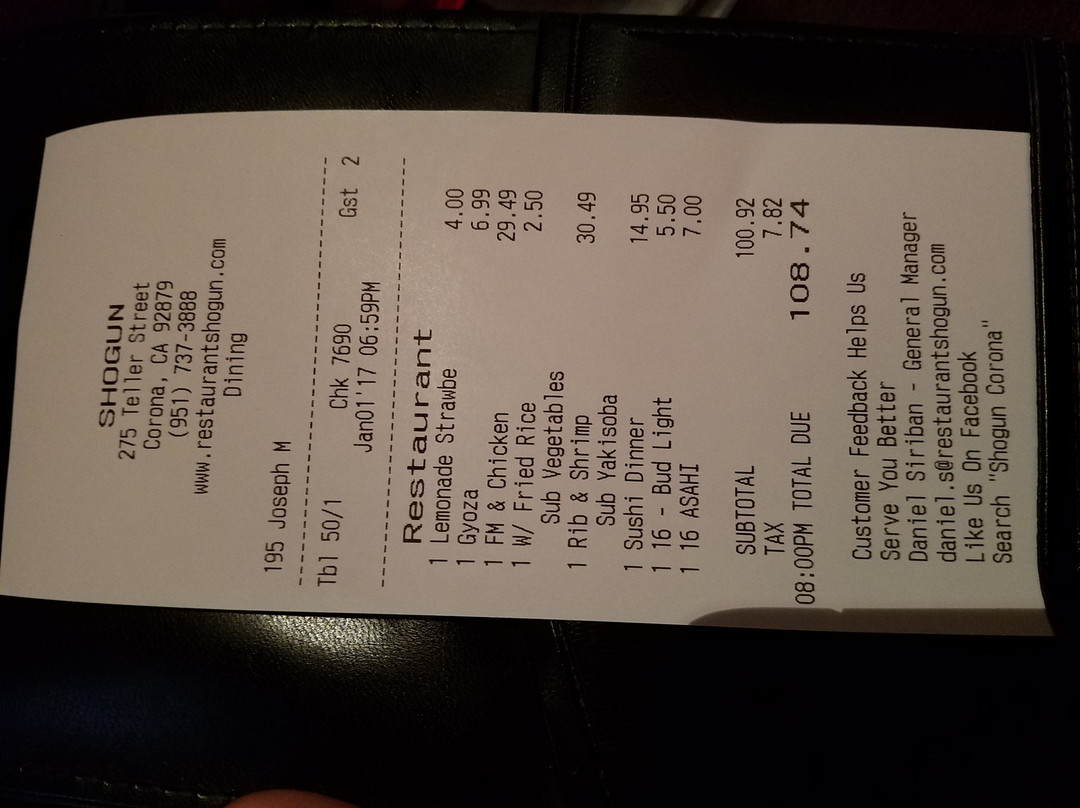 SHOGUN
275 Teller Street
Corona, CA 92879
(951) 737-3888
www.restaurantshogun.com
Dining
195 Joseph M
Tbl 50/1 Chk 7690 Gst 2
Jan01'17 06:59PM
Restaurant
1 Lemonade Strawbe 4.00
1 Gyoza 6.99
1 FM & Chicken 29.49
1 W/ Fried Rice 2.50
Sub Vegetables
1 Rib & Shrimp 30.49
Sub Yakisoba
1 Sushi Dinner 14.95
1 16 - Bud Light 5.50
1 16 ASAHI 7.00
SUBTOTAL 100.92
TAX 7.82
08:00PM TOTAL DUE 108.74
Customer Feedback Helps Us
Serve You Better
Daniel Siriban - General Manager
daniel.s@restaurantshogun.com
Like Us On Facebook
Search "Shogun Corona"